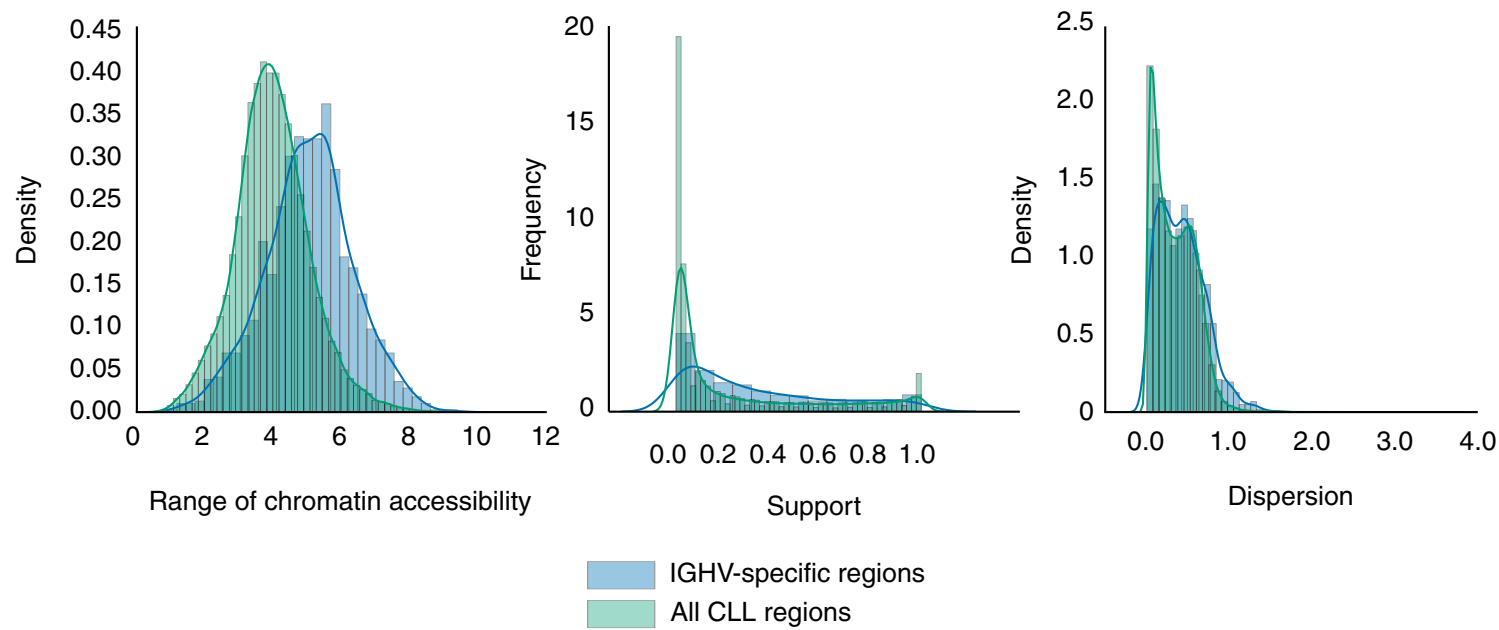 Density
0.45
0.40
0.35
0.30
0.25
0.20
0.15
0.10
0.05
0.00
0 2 4 6 8 10 12
Range of chromatin accessibility
Frequency
20
15
10
5
0
0.0 0.2 0.4 0.6 0.8 1.0
Support
Density
2.5
2.0
1.5
1.0
0.5
0
0.0 1.0 2.0 3.0 4.0
Dispersion
IGHV-specific regions
All CLL regions